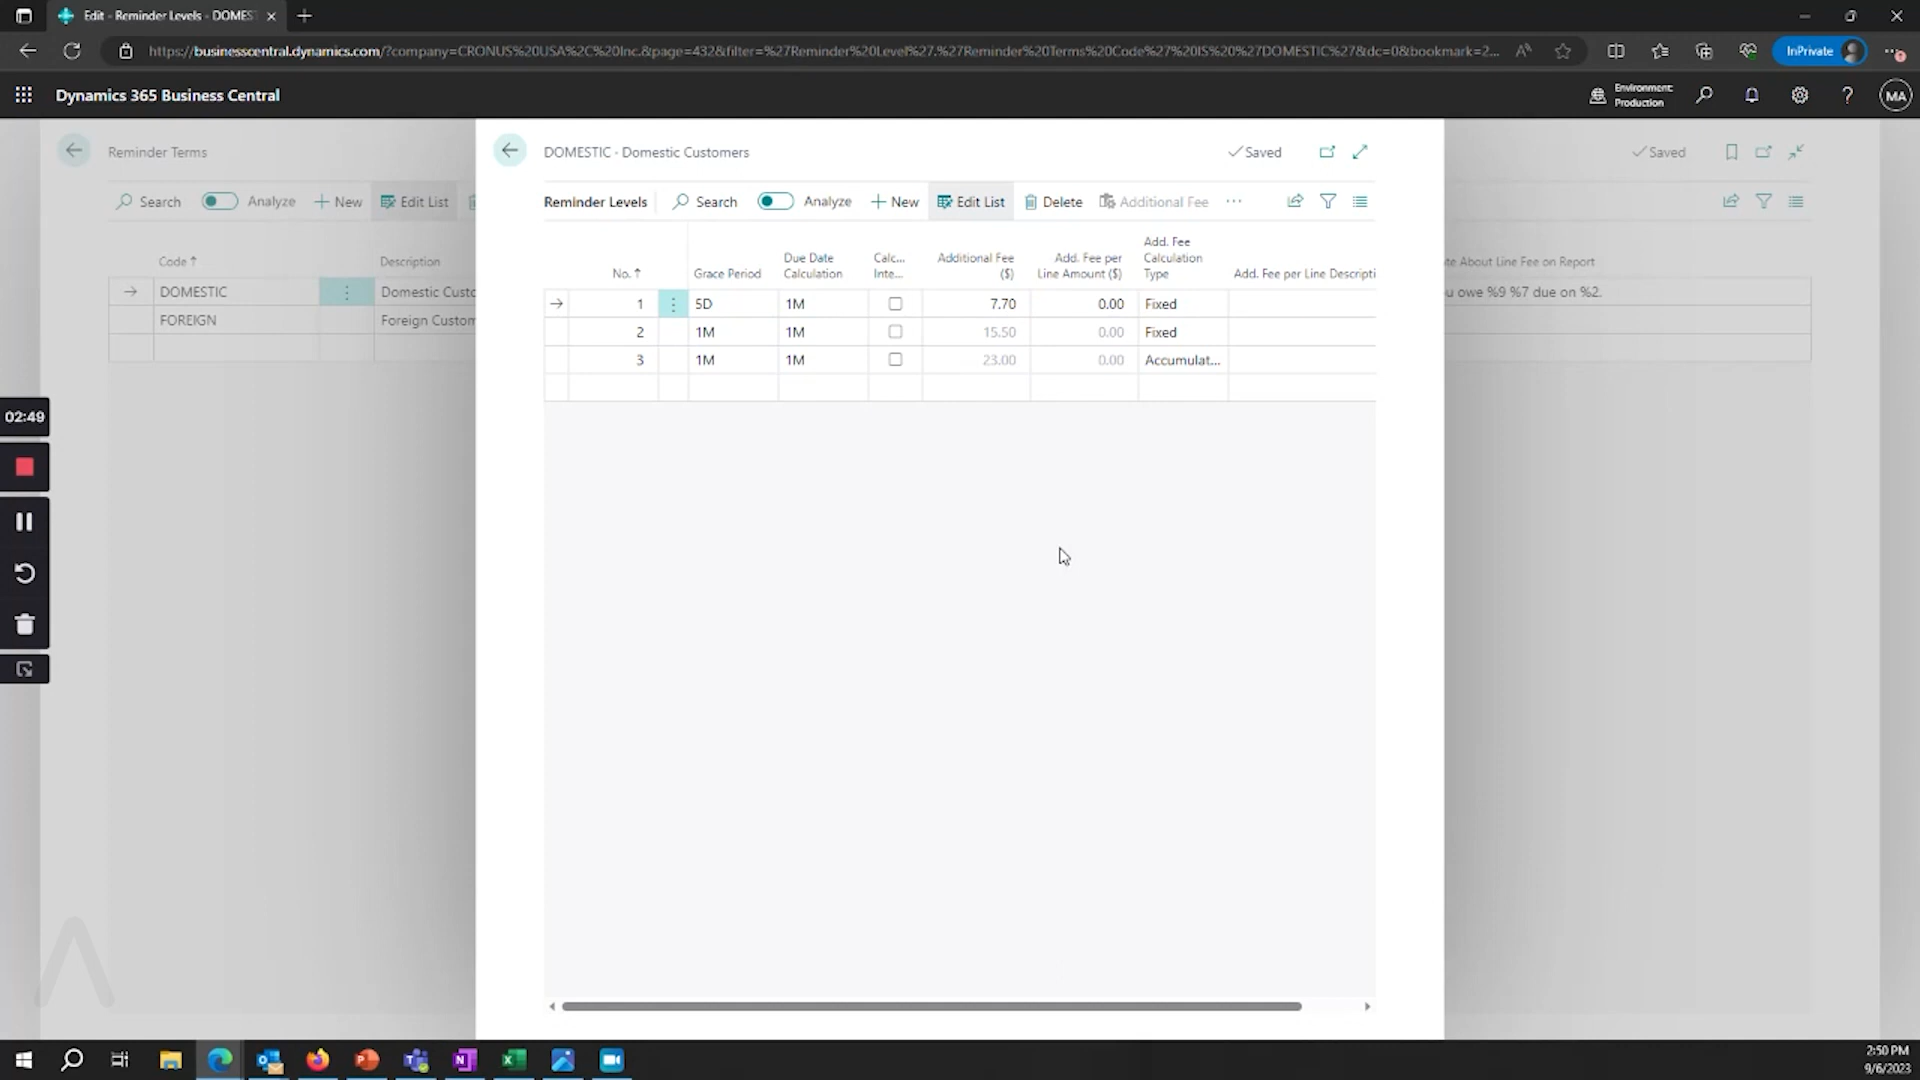 Edit - Reminder Levels - DOMES
https://businesscentral.dynamics.com/?company=CRONUS%20USA%2C%20Inc.&page=432&filter=%27Reminder%20Level%27.%27Reminder%20Terms%20Code%27%20IS%20%27DOMESTIC%27&dc=0&bookmark=2...
InPrivate
Dynamics 365 Business Central
Environment:
Production
MA
Reminder Terms
DOMESTIC · Domestic Customers
Saved
Saved
Search
Analyze
New
Edit List
Reminder Levels
Search
Analyze
New
Edit List
Delete
Additional Fee
Code ↑
Description
No. ↑
Grace Period
Due Date
Calculation
Calc...
Inte...
Additional Fee
($)
Add. Fee per
Line Amount ($)
Add. Fee
Calculation
Type
Add. Fee per Line Descripti
te About Line Fee on Report
DOMESTIC
Domestic Custo
u owe %9 %7 due on %2.
FOREIGN
Foreign Custom
1 5D 1M 7.70 0.00 Fixed
2 1M 1M 15.50 0.00 Fixed
3 1M 1M 23.00 0.00 Accumulat...
02:49
2:50 PM
9/6/2023